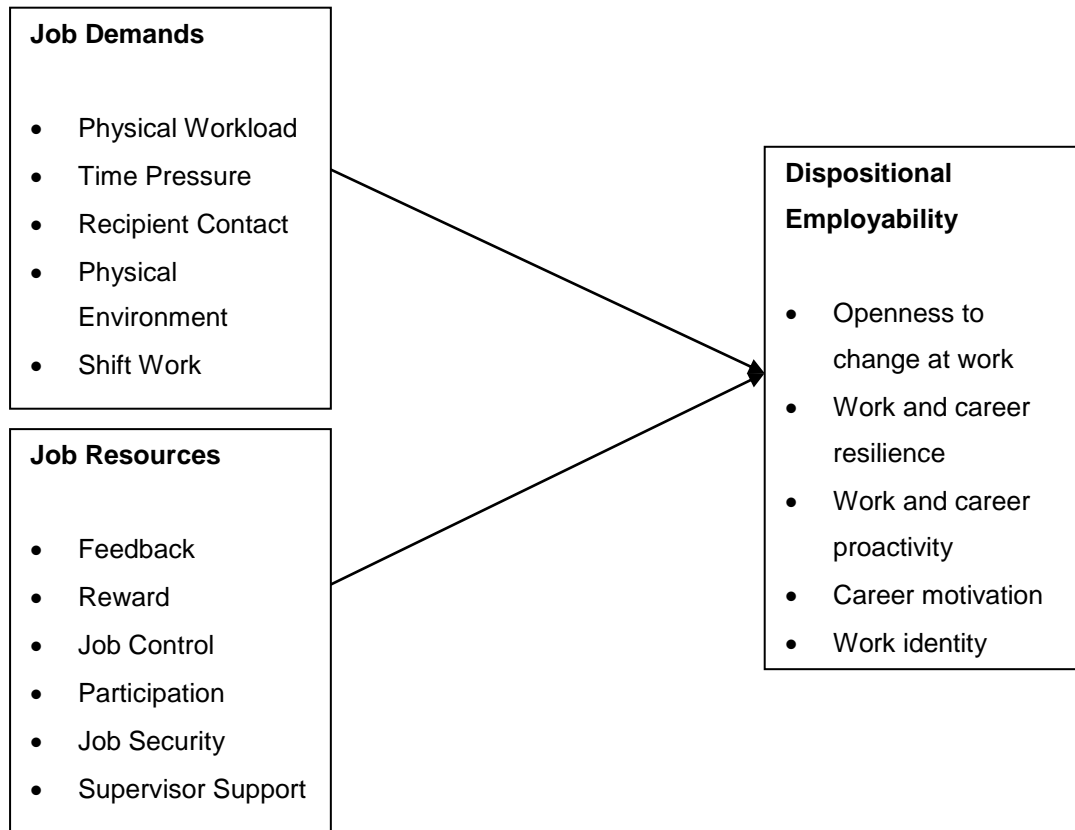 Job Demands
• Physical Workload
• Time Pressure
• Recipient Contact
• Physical
Environment
• Shift Work
Job Resources
• Feedback
• Reward
• Job Control
• Participation
• Job Security
• Supervisor Support
Dispositional
Employability
• Openness to
change at work
• Work and career
resilience
• Work and career
proactivity
• Career motivation
• Work identity